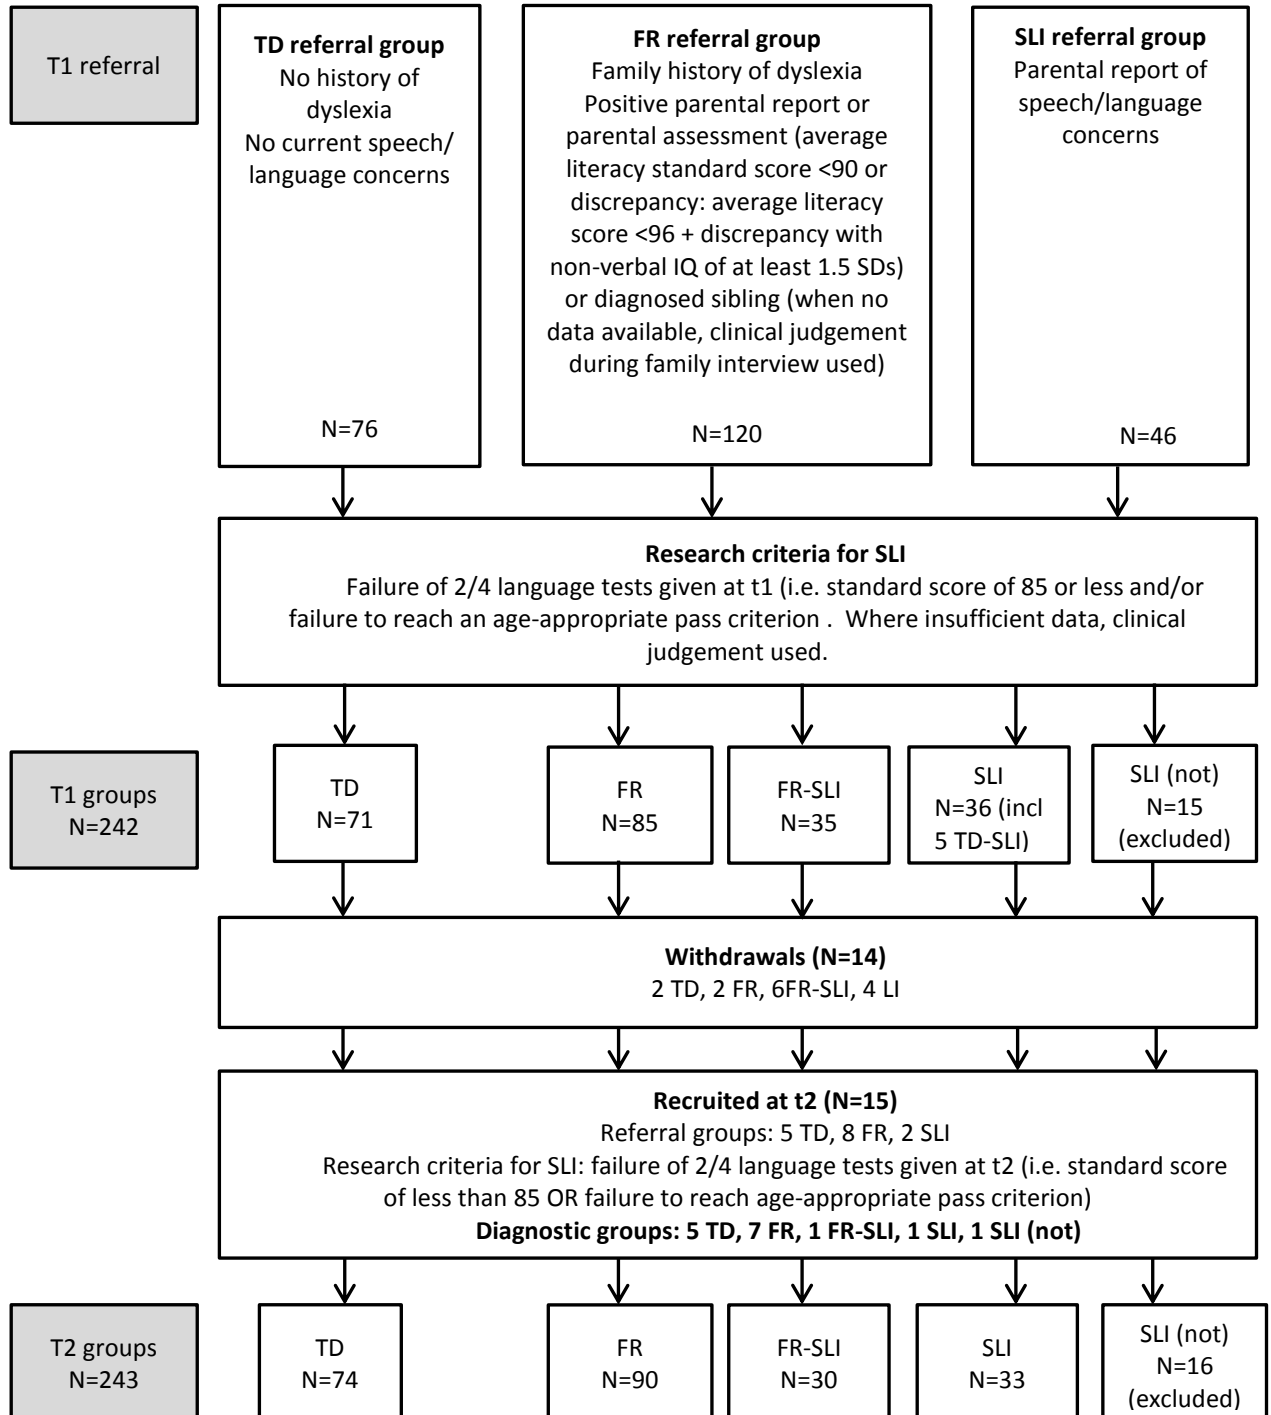 T1 referral
TD referral group
No history of
dyslexia
No current speech/
language concerns
N=76
FR referral group
Family history of dyslexia
Positive parental report or
parental assessment (average
literacy standard score <90 or
discrepancy: average literacy
score <96 + discrepancy with
non-verbal IQ of at least 1.5 SDs)
or diagnosed sibling (when no
data available, clinical judgement
during family interview used)
N=120
SLI referral group
Parental report of
speech/language
concerns
N=46
Research criteria for SLI
Failure of 2/4 language tests given at t1 (i.e. standard score of 85 or less and/or
failure to reach an age-appropriate pass criterion . Where insufficient data, clinical
judgement used.
T1 groups
N=242
TD
N=71
FR
N=85
FR-SLI
N=35
SLI
N=36 (incl
5 TD-SLI)
SLI (not)
N=15
(excluded)
Withdrawals (N=14)
2 TD, 2 FR, 6FR-SLI, 4 LI
Recruited at t2 (N=15)
Referral groups: 5 TD, 8 FR, 2 SLI
Research criteria for SLI: failure of 2/4 language tests given at t2 (i.e. standard score
of less than 85 OR failure to reach age-appropriate pass criterion)
Diagnostic groups: 5 TD, 7 FR, 1 FR-SLI, 1 SLI, 1 SLI (not)
T2 groups
N=243
TD
N=74
FR
N=90
FR-SLI
N=30
SLI
N=33
SLI (not)
N=16
(excluded)